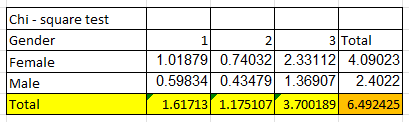 Chi - square test
Gender 1 2 3 Total
Female 1.01879 0.74032 2.33112 4.09023
Male 0.59834 0.43479 1.36907 2.4022
Total 1.61713 1.175107 3.700189 6.492425